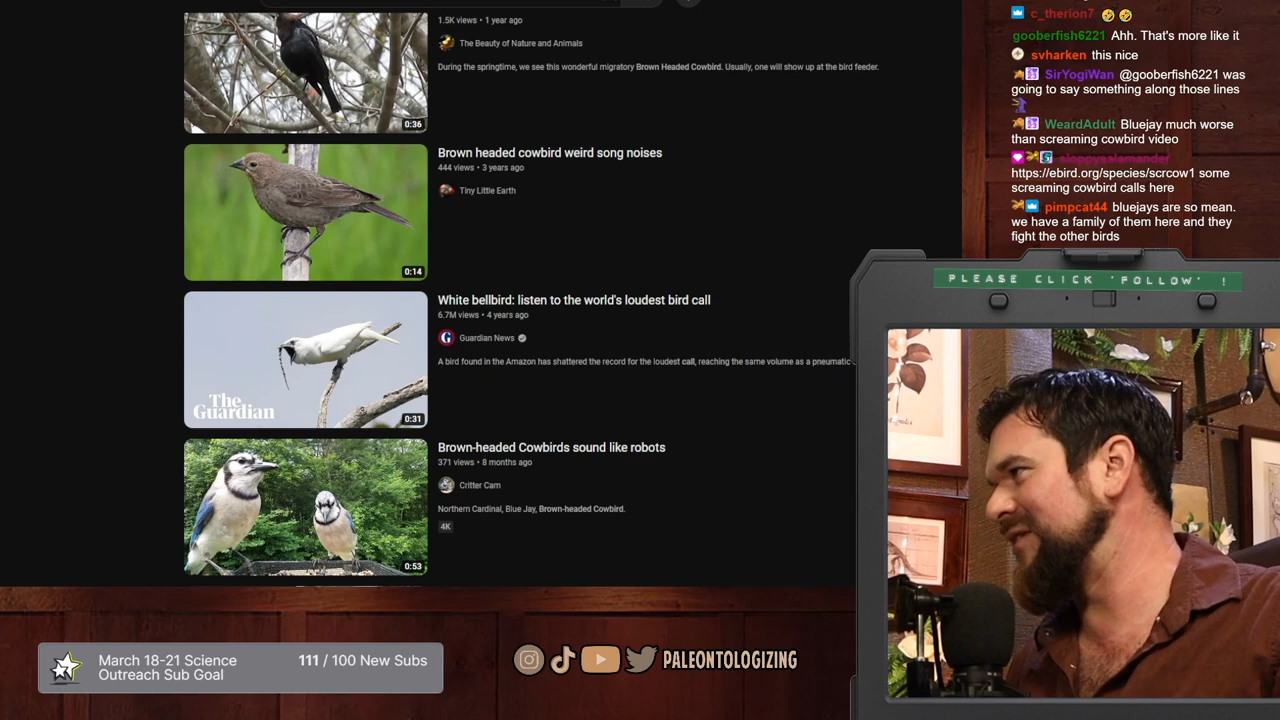 1.5K views • 1 year ago
The Beauty of Nature and Animals
During the springtime, we see this wonderful migratory Brown Headed Cowbird. Usually, one will show up at the bird feeder.
0:36
Brown headed cowbird weird song noises
444 views • 3 years ago
Tiny Little Earth
0:14
White bellbird: listen to the world's loudest bird call
6.7M views • 4 years ago
G Guardian News
A bird found in the Amazon has shattered the record for the loudest call, reaching the same volume as a pneumatic
The
Guardian
0:31
Brown-headed Cowbirds sound like robots
371 views • 8 months ago
Critter Cam
Northern Cardinal, Blue Jay, Brown-headed Cowbird.
4K
0:53
c_therion7
gooberfish6221 Ahh. That's more like it
svharken this nice
SirYogiWan @gooberfish6221 was
going to say something along those lines
WeardAdult Bluejay much worse
than screaming cowbird video
sloppysalamander
https://ebird.org/species/scrcow1 some
screaming cowbird calls here
pimpcat44 bluejays are so mean.
we have a family of them here and they
fight the other birds
PLEASE CLICK 'FOLLOW' !
March 18-21 Science
Outreach Sub Goal
111 / 100 New Subs
PALEONTOLOGIZING